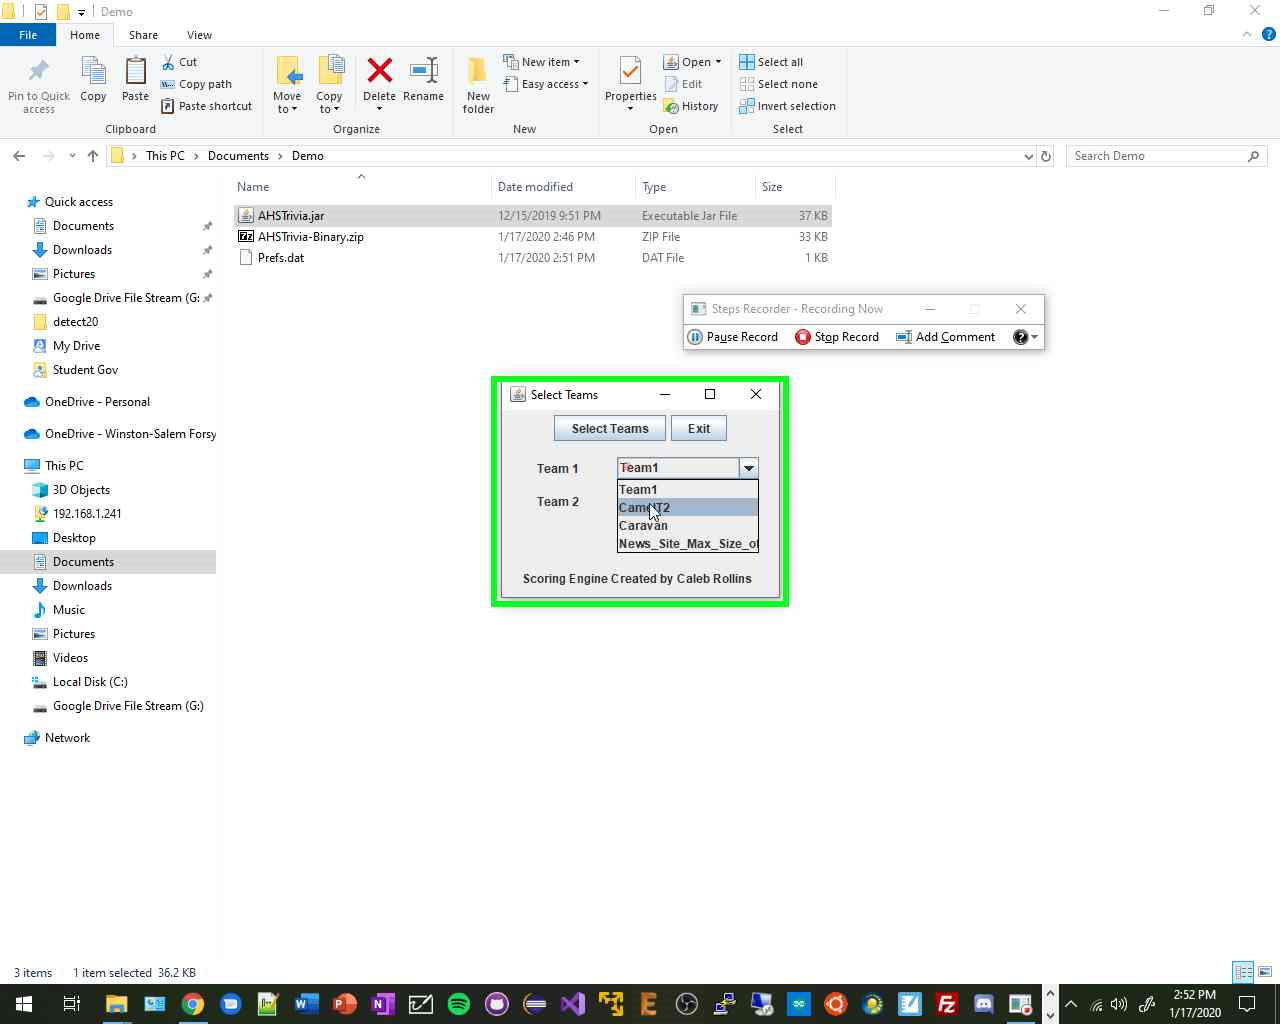 Demo
File Home Share View
Pin to Quick access
Copy
Paste
Cut
Copy path
Paste shortcut
Move to
Copy to
Delete
Rename
New folder
New item
Easy access
Properties
Open
Edit
History
Select all
Select none
Invert selection
Clipboard Organize New Open Select
This PC Documents Demo
Search Demo
Name Date modified Type Size
AHSTrivia.jar 12/15/2019 9:51 PM Executable Jar File 37 KB
AHSTrivia-Binary.zip 1/17/2020 2:46 PM ZIP File 33 KB
Prefs.dat 1/17/2020 2:51 PM DAT File 1 KB
Quick access
Documents
Downloads
Pictures
Google Drive File Stream (G:
detect20
My Drive
Student Gov
OneDrive - Personal
OneDrive - Winston-Salem Forsy
This PC
3D Objects
192.168.1.241
Desktop
Documents
Downloads
Music
Pictures
Videos
Local Disk (C:)
Google Drive File Stream (G:)
Network
Steps Recorder - Recording Now
Pause Record Stop Record Add Comment
Select Teams
Select Teams Exit
Team 1 Team1
Team1
Team 2
Caravan
News_Site_Max_Size_of
Scoring Engine Created by Caleb Rollins
3 items 1 item selected 36.2 KB
2:52 PM
1/17/2020